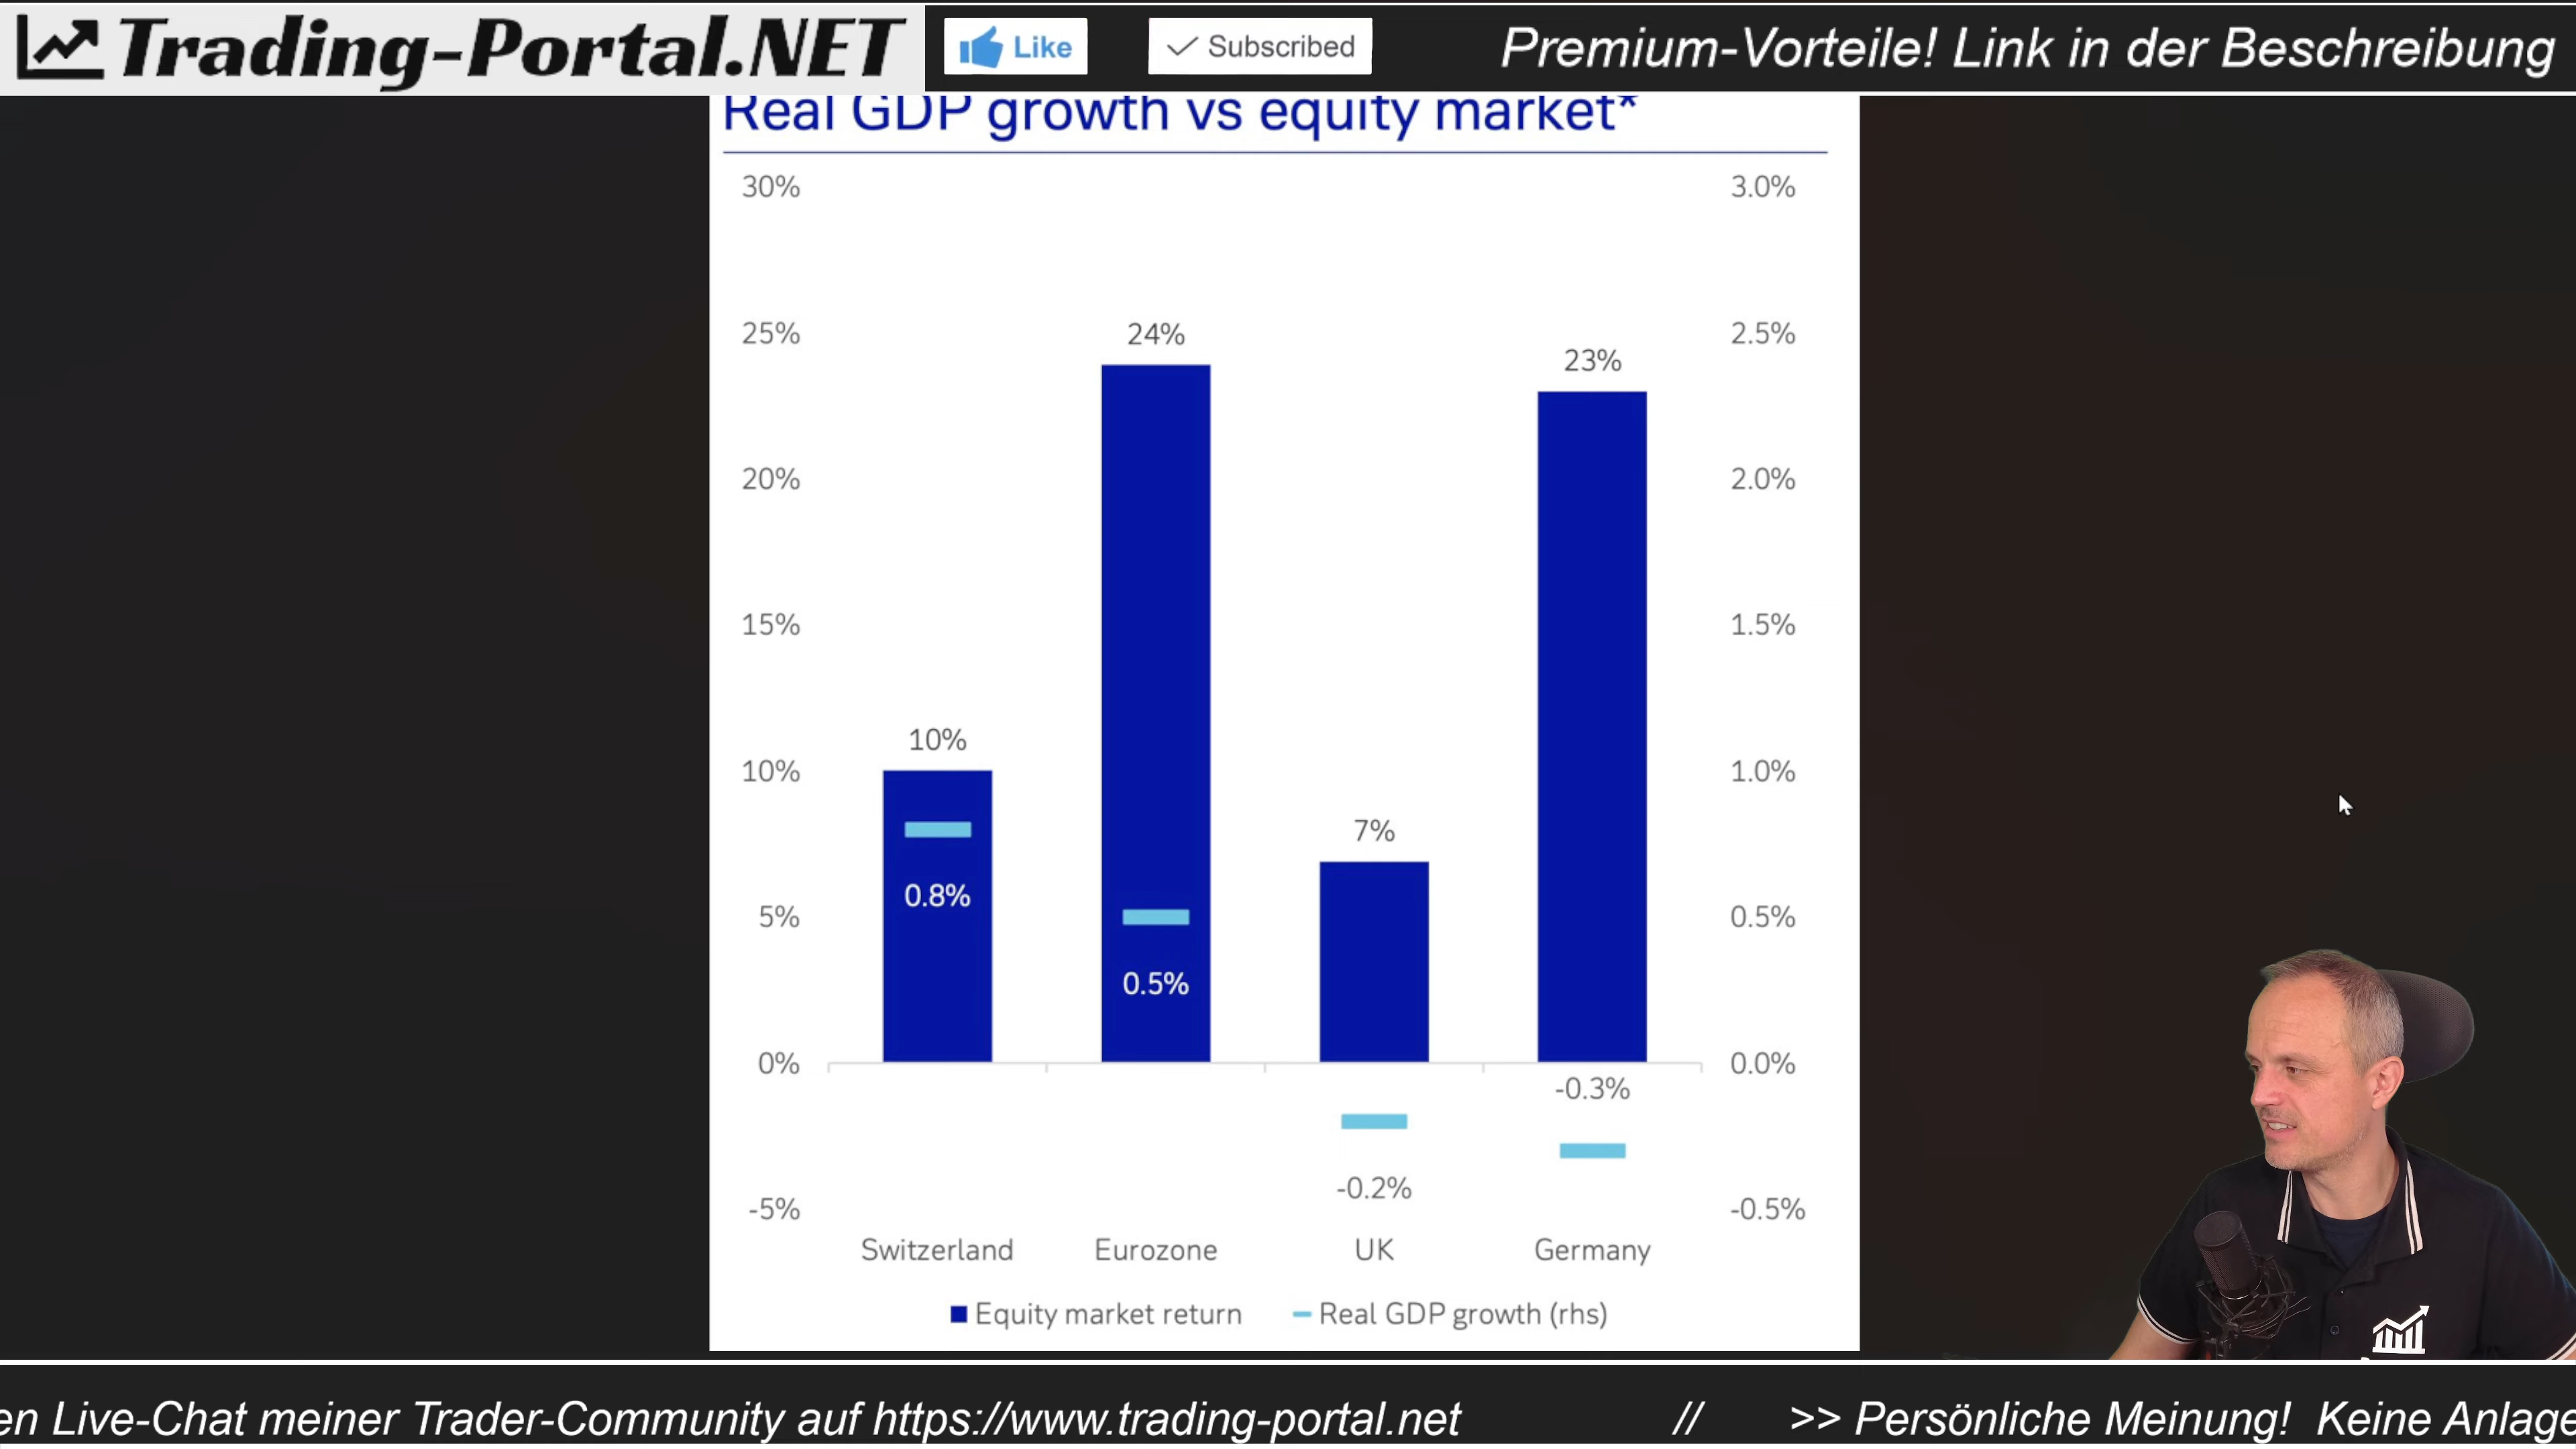 Trading-Portal.NET
Like
Subscribed
Premium-Vorteile! Link in der Beschreibung
Real GDP growth vs equity market*
30%
3.0%
25%
24%
2.5%
23%
20%
2.0%
15%
1.5%
10%
10%
1.0%
7%
0.8%
5%
0.5%
0.5%
0%
0.0%
-0.3%
-0.2%
-5%
-0.5%
Switzerland
Eurozone
UK
Germany
Equity market return
Real GDP growth (rhs)
en Live-Chat meiner Trader-Community auf https://www.trading-portal.net // >> Persönliche Meinung! Keine Anlage